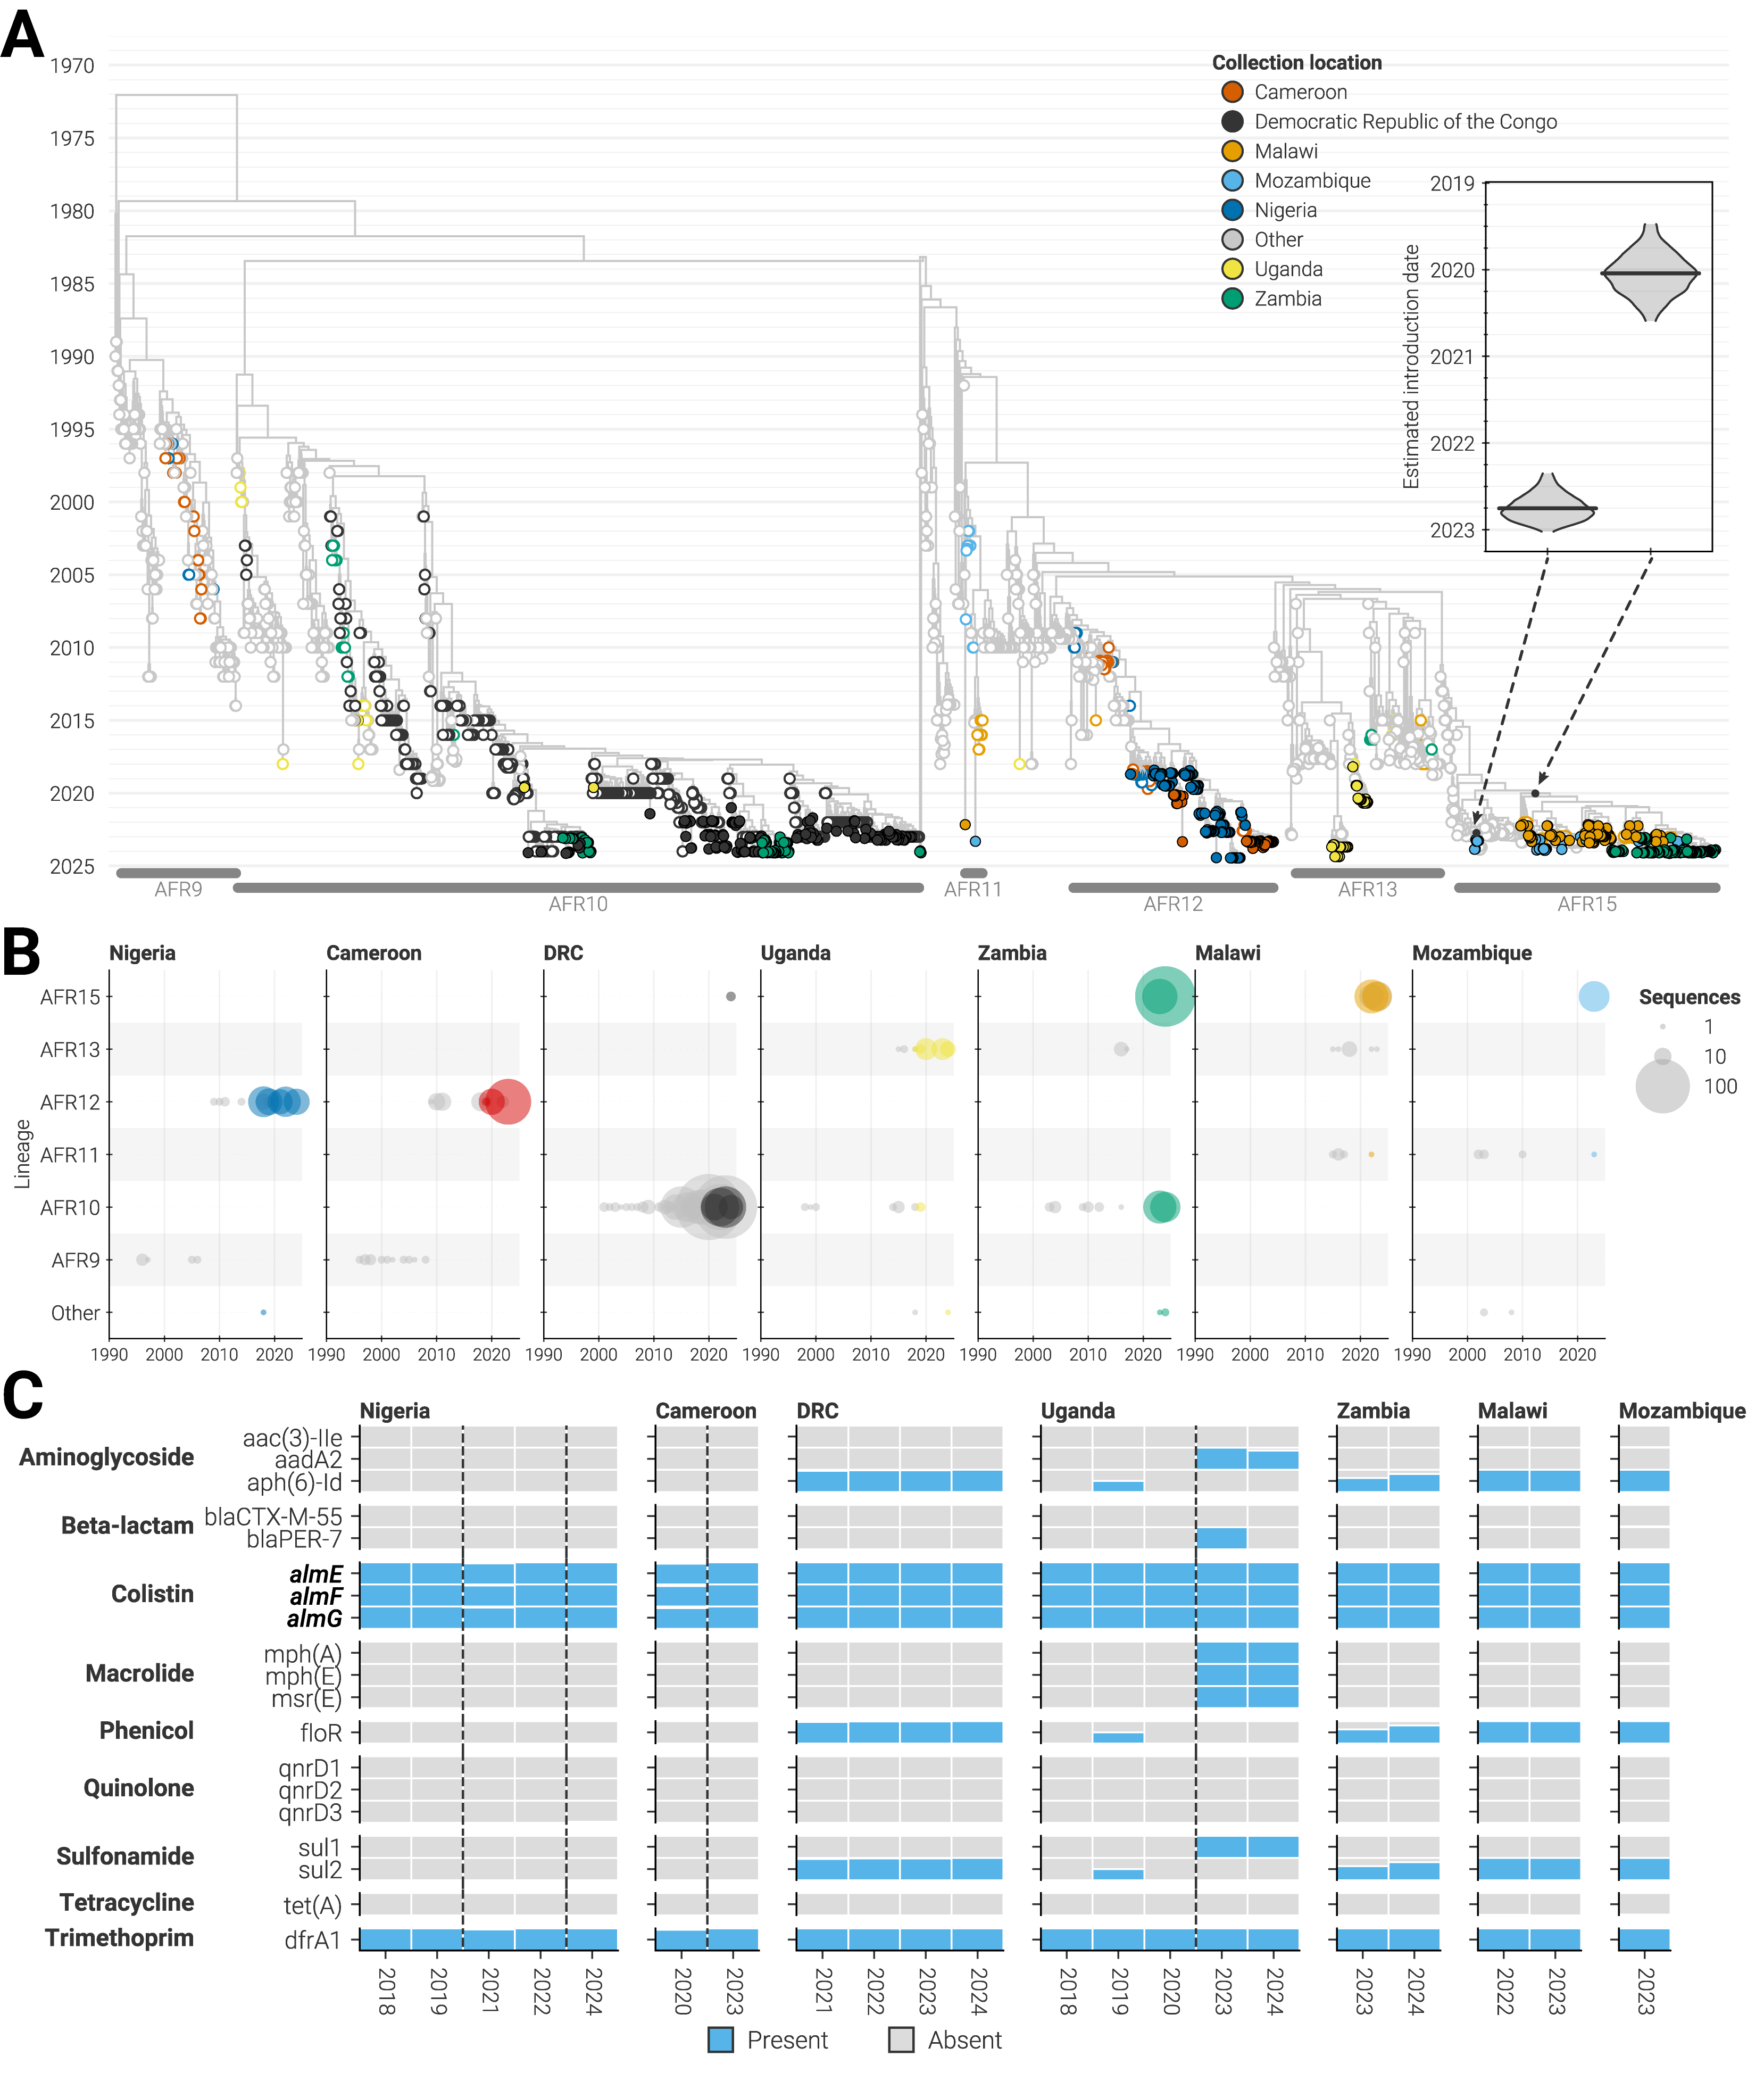 A
1970
1975
1980
1985
1990
1995
2000
2005
2010
2015
2020
2025
Collection location
Cameroon
Democratic Republic of the Congo
Malawi
Mozambique
Nigeria
Other
Uganda
Zambia
Estimated introduction date
2019
2020
2021
2022
2023
AFR9
AFR10
AFR11
AFR12
AFR13
AFR15
B
Nigeria Cameroon DRC Uganda Zambia Malawi Mozambique
Lineage
AFR15
AFR13
AFR12
AFR11
AFR10
AFR9
Other
1990 2000 2010 2020 1990 2000 2010 2020 1990 2000 2010 2020 1990 2000 2010 2020 1990 2000 2010 2020 1990 2000 2010 2020 1990 2000 2010 2020
Sequences
1
10
100
C
Nigeria Cameroon DRC Uganda Zambia Malawi Mozambique
Aminoglycoside
aac(3)-IIe
aadA2
aph(6)-Id
Beta-lactam
blaCTX-M-55
blaPER-7
Colistin
almE
almF
almG
Macrolide
mph(A)
mph(E)
msr(E)
Phenicol
floR
Quinolone
qnrD1
qnrD2
qnrD3
Sulfonamide
sul1
sul2
Tetracycline
tet(A)
Trimethoprim
dfrA1
2018 2019 2021 2022 2024 2020 2023 2021 2022 2023 2024 2018 2019 2020 2023 2024 2023 2024 2022 2023 2023
Present Absent